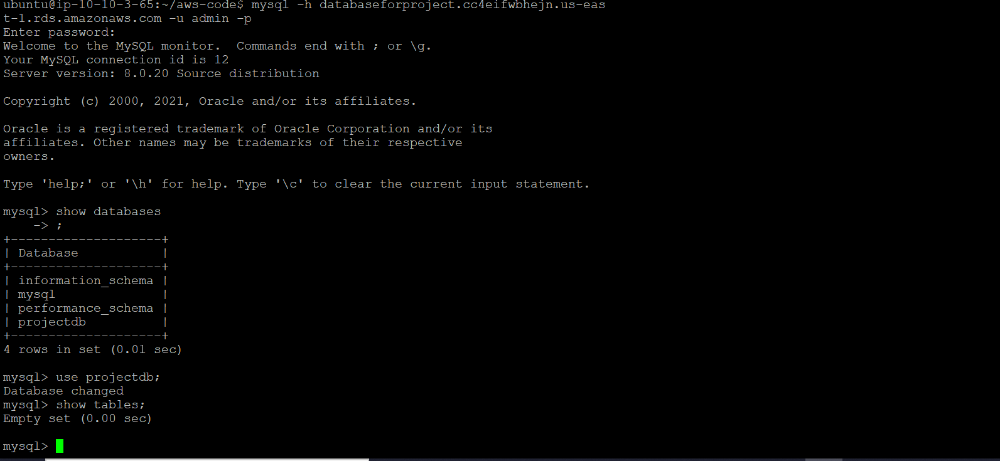 ubuntu@ip-10-10-3-65:~/aws-code$ mysql -h databaseforproject.cc4eifwbhejn.us-eas
t-1.rds.amazonaws.com -u admin -p
Enter password:
Welcome to the MySQL monitor.  Commands end with ; or \g.
Your MySQL connection id is 12
Server version: 8.0.20 Source distribution

Copyright (c) 2000, 2021, Oracle and/or its affiliates.

Oracle is a registered trademark of Oracle Corporation and/or its
affiliates. Other names may be trademarks of their respective
owners.

Type 'help;' or '\h' for help. Type '\c' to clear the current input statement.

mysql> show databases
    -> ;
+--------------------+
| Database           |
+--------------------+
| information_schema |
| mysql              |
| performance_schema |
| projectdb          |
+--------------------+
4 rows in set (0.01 sec)

mysql> use projectdb;
Database changed
mysql> show tables;
Empty set (0.00 sec)

mysql>